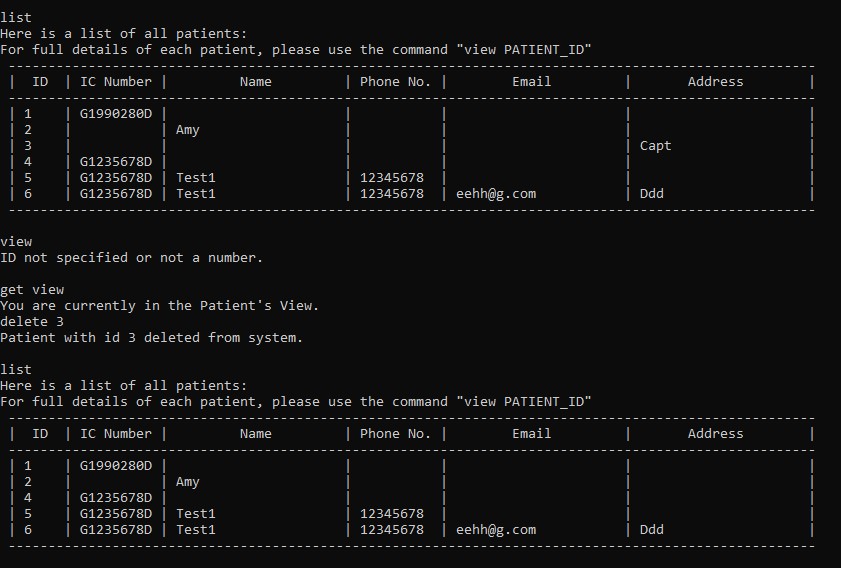 list
Here is a list of all patients:
For full details of each patient, please use the command "view PATIENT_ID"
-----------------------------------------------------------------------------------------------------
|  ID  | IC Number |         Name         | Phone No. |        Email         |       Address        |
-----------------------------------------------------------------------------------------------------
| 1    | G1990280D |                      |           |                      |                      |
| 2    |           | Amy                  |           |                      |                      |
| 3    |           |                      |           |                      | Capt                 |
| 4    | G1235678D |                      |           |                      |                      |
| 5    | G1235678D | Test1                | 12345678  |                      |                      |
| 6    | G1235678D | Test1                | 12345678  | eehh@g.com           | Ddd                  |
-----------------------------------------------------------------------------------------------------
view
ID not specified or not a number.
get view
You are currently in the Patient's View.
delete 3
Patient with id 3 deleted from system.
list
Here is a list of all patients:
For full details of each patient, please use the command "view PATIENT_ID"
-----------------------------------------------------------------------------------------------------
|  ID  | IC Number |         Name         | Phone No. |        Email         |       Address        |
-----------------------------------------------------------------------------------------------------
| 1    | G1990280D |                      |           |                      |                      |
| 2    |           | Amy                  |           |                      |                      |
| 4    | G1235678D |                      |           |                      |                      |
| 5    | G1235678D | Test1                | 12345678  |                      |                      |
| 6    | G1235678D | Test1                | 12345678  | eehh@g.com           | Ddd                  |
-----------------------------------------------------------------------------------------------------